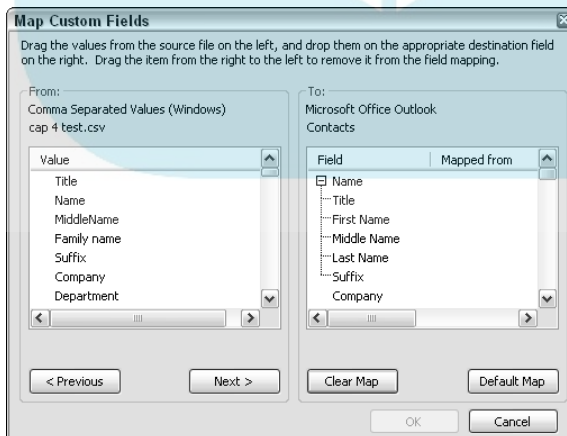 Map Custom Fields
Drag the values from the source file on the left, and drop them on the appropriate destination field
on the right. Drag the item from the right to the left to remove it from the field mapping.
From:
Comma Separated Values (Windows)
cap 4 test.csv
Value
Title
Name
MiddleName
Family name
Suffix
Company
Department
< Previous
Next >
To:
Microsoft Office Outlook
Contacts
Field Mapped from
Name
Title
First Name
Middle Name
Last Name
Suffix
Company
Clear Map
Default Map
OK
Cancel